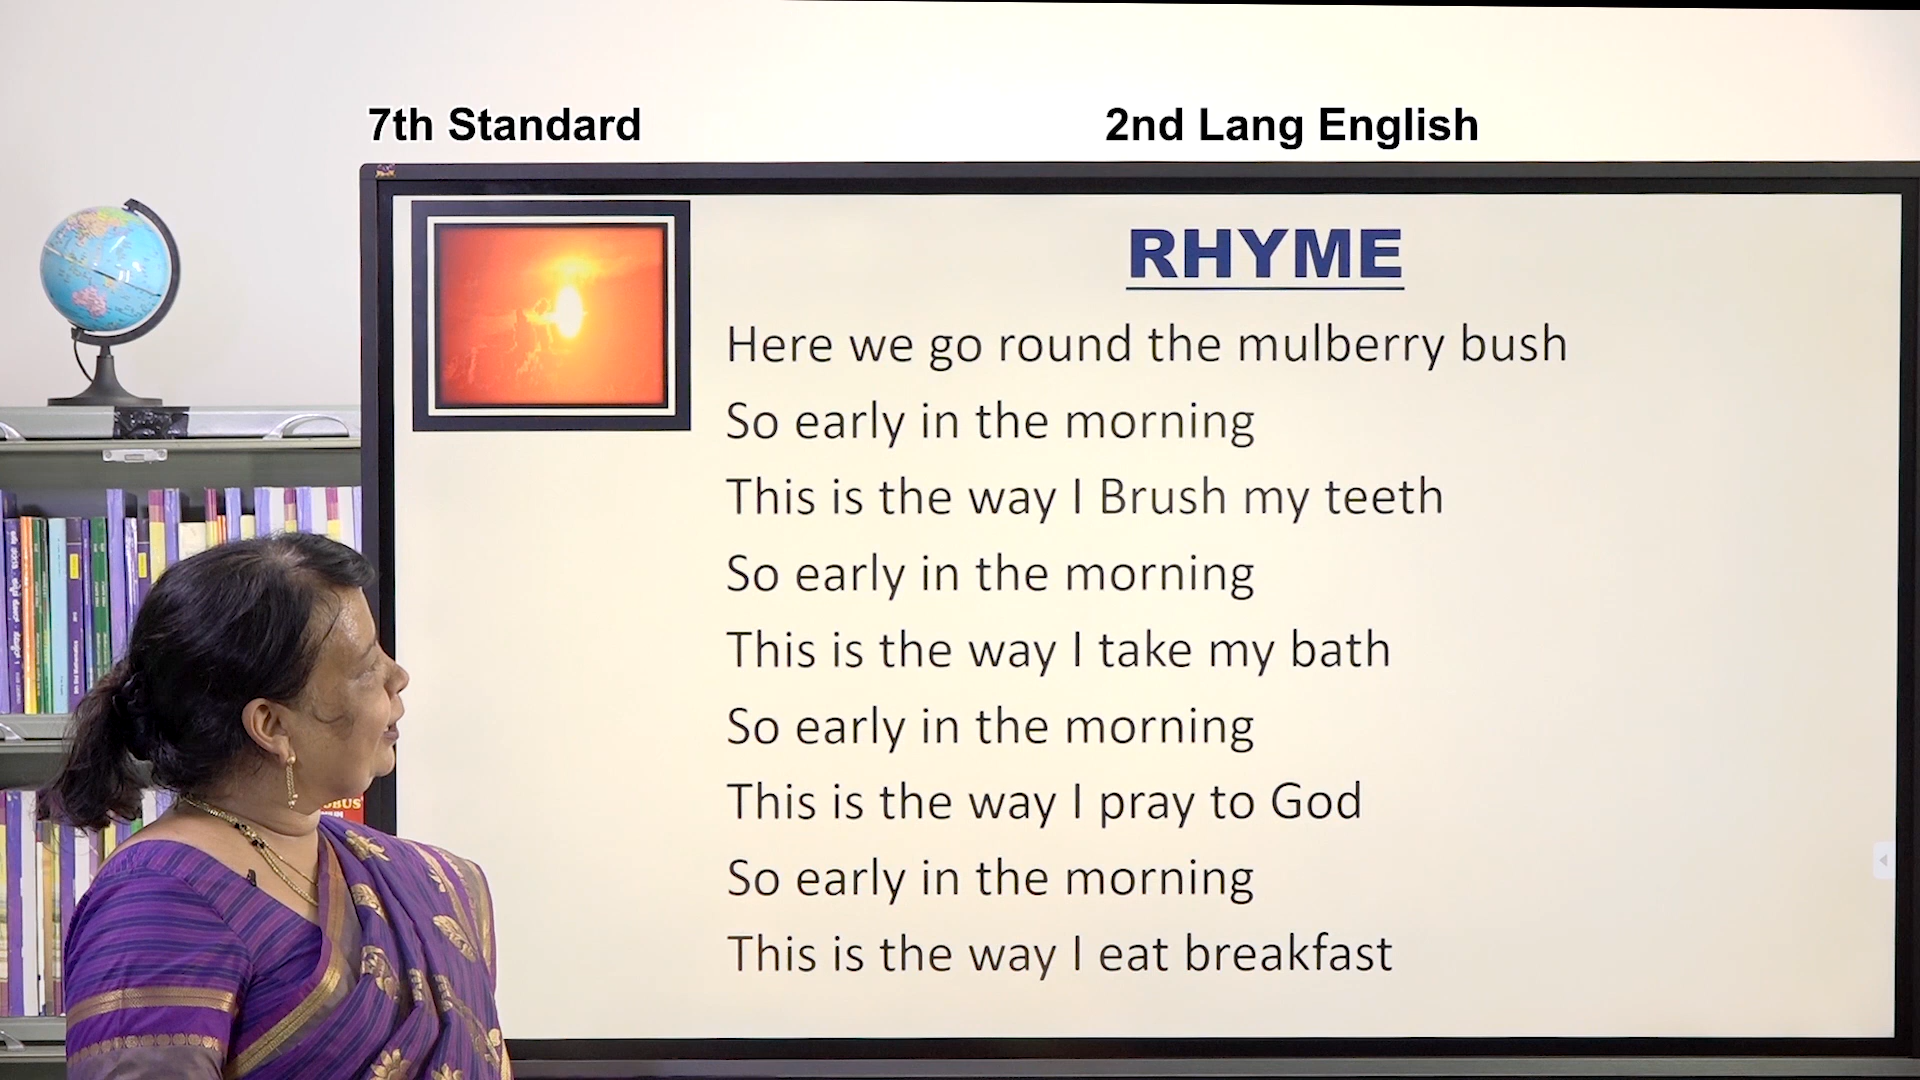 7th Standard
2nd Lang English
RHYME
Here we go round the mulberry bush
So early in the morning
This is the way I Brush my teeth
So early in the morning
This is the way I take my bath
So early in the morning
This is the way I pray to God
So early in the morning
This is the way I eat breakfast